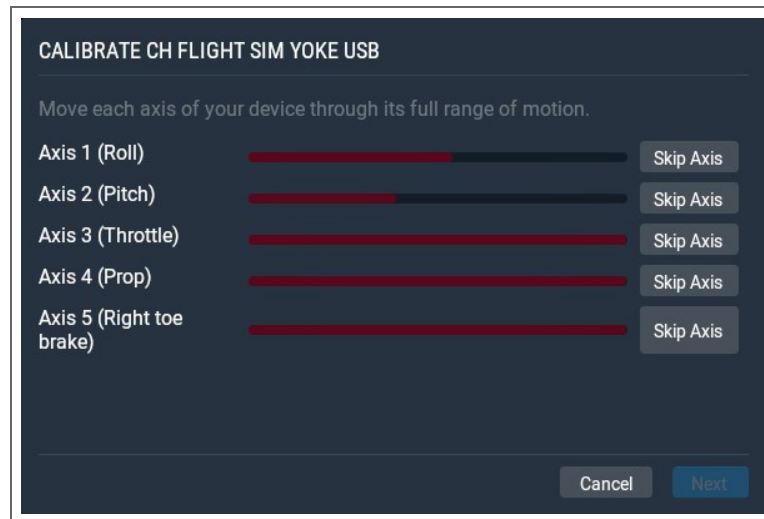 CALIBRATE CH FLIGHT SIM YOKE USB
Move each axis of your device through its full range of motion.
Axis 1 (Roll)
Skip Axis
Axis 2 (Pitch)
Skip Axis
Axis 3 (Throttle)
Skip Axis
Axis 4 (Prop)
Skip Axis
Axis 5 (Right toe
brake)
Skip Axis
Cancel
Next